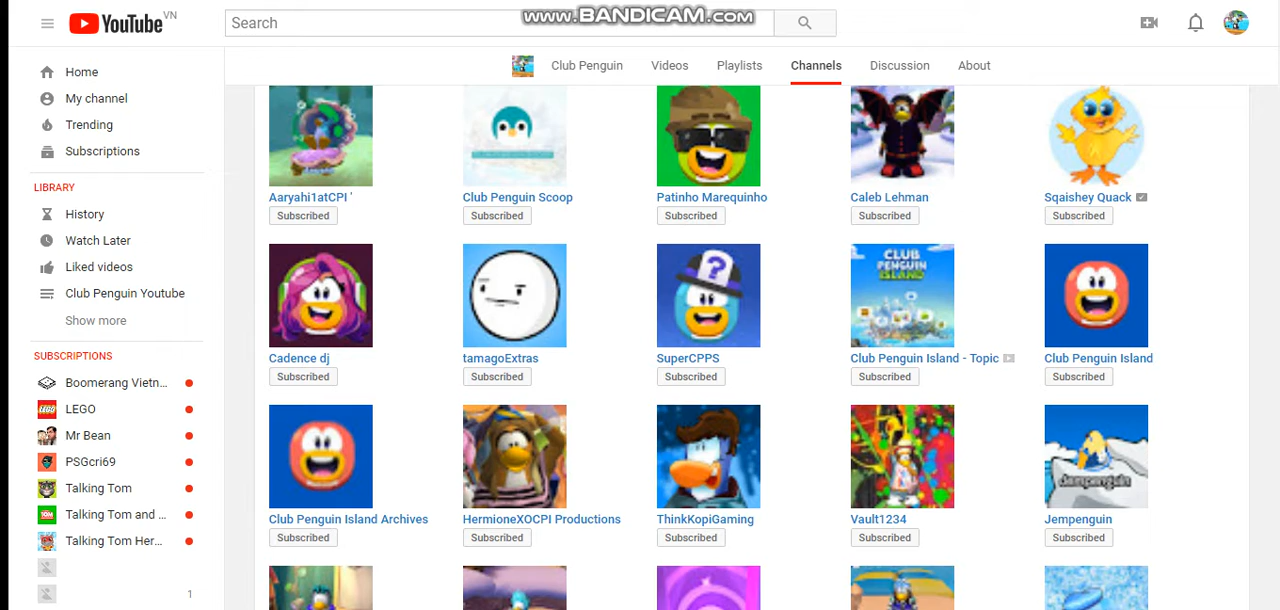 YouTube VN
Search
www.BANDICAM.com
Club Penguin
Videos
Playlists
Channels
Discussion
About
Home
My channel
Trending
Subscriptions
LIBRARY
History
Watch Later
Liked videos
Club Penguin Youtube
Show more
SUBSCRIPTIONS
Boomerang Vietn...
LEGO
Mr Bean
PSGcri69
Talking Tom
Talking Tom and ...
Talking Tom Her...
1
Aaryahi1atCPI '
Subscribed
Club Penguin Scoop
Subscribed
Patinho Marequinho
Subscribed
Caleb Lehman
Subscribed
Sqaishey Quack
Subscribed
Cadence dj
Subscribed
tamagoExtras
Subscribed
?
SuperCPPS
Subscribed
CLUB
PENGUIN
ISLAND
Club Penguin Island - Topic
Subscribed
Club Penguin Island
Subscribed
Club Penguin Island Archives
Subscribed
HermioneXOCPI Productions
Subscribed
ThinkKopiGaming
Subscribed
Vault1234
Subscribed
Jempenguin
Jempenguin
Subscribed